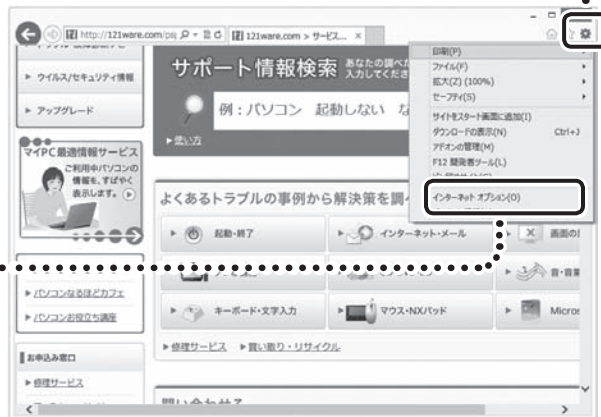 http://121ware.com/psp
121ware.com > サービス...
ウイルス/セキュリティ情報
アップグレード
マイPC最適情報サービス
ご利用中パソコンの
情報を、すばやく
表示します。
パソコンなるほどカフェ
パソコンお役立ち講座
お申込み窓口
修理サービス
サポート情報検索
あなたの調べた
入力してくださ
例:パソコン 起動しない な
使い方
よくあるトラブルの事例から解決策を調べ
起動・終了
インターネット・メール
画面の
音・音
キーボード・文字入力
マウス・NXパッド
Micros
修理サービス
買い取り・リサイクル
印刷(P)
ファイル(F)
拡大(Z) (100%)
セーフティ(S)
サイトをスタート画面に追加(I)
ダウンロードの表示(N) Ctrl+J
アドオンの管理(M)
F12 開発者ツール(L)
インターネット オプション(O)